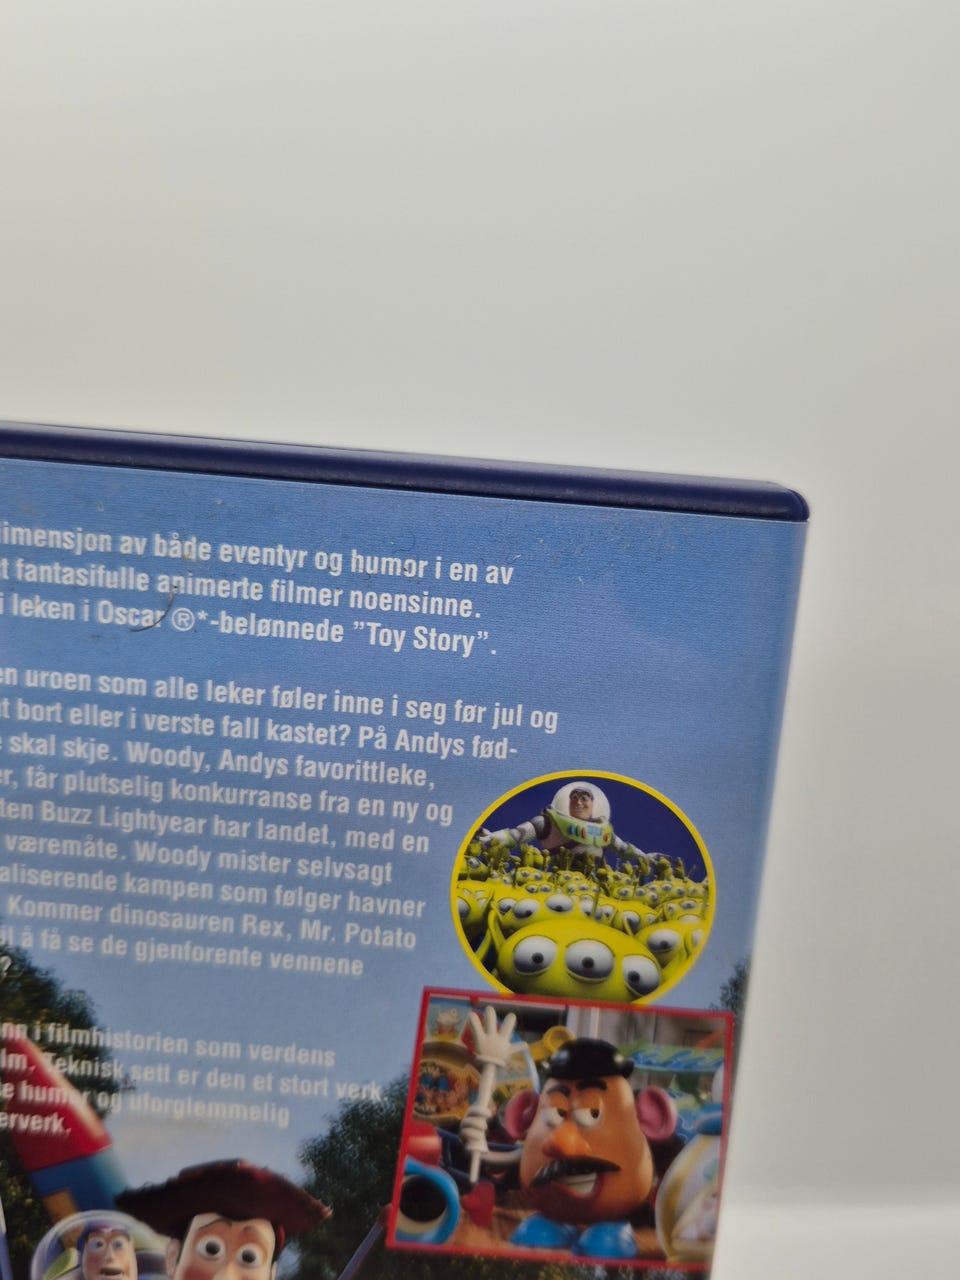 dimensjon av både eventyr og humor i en av
t fantasifulle animerte filmer noensinne.
i leken i Oscar ®*-belønnede ”Toy Story”.
en uroen som alle leker føler inne i seg før jul og
t bort eller i verste fall kastet? På Andys fød-
e skal skje. Woody, Andys favorittleke,
er, får plutselig konkurranse fra en ny og
ten Buzz Lightyear har landet, med en
væremåte. Woody mister selvsagt
aliserende kampen som følger havner
Kommer dinosauren Rex, Mr. Potato
il å få se de gjenforente vennene
?
nn i filmhistorien som verdens
lm. Teknisk sett er den et stort verk
e humor og uforglemmelig
erverk.